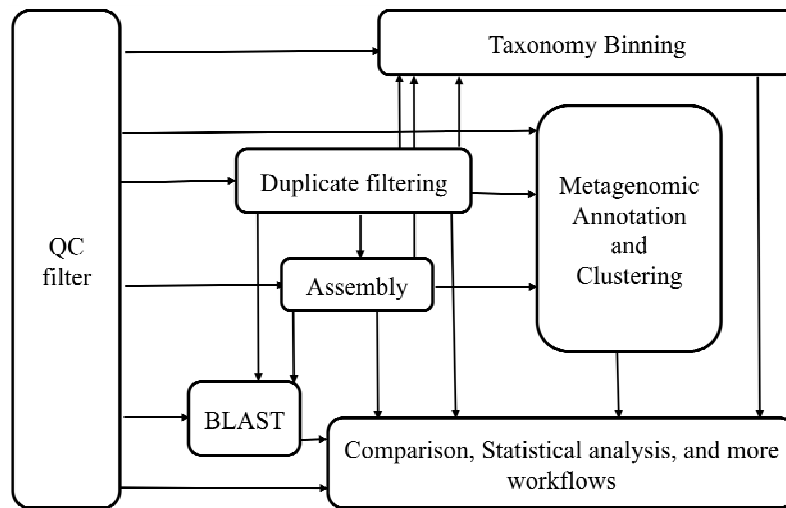 Taxonomy Binning
Duplicate filtering
Metagenomic
Annotation
and
Clustering
QC
filter
Assembly
BLAST
Comparison, Statistical analysis, and more
workflows